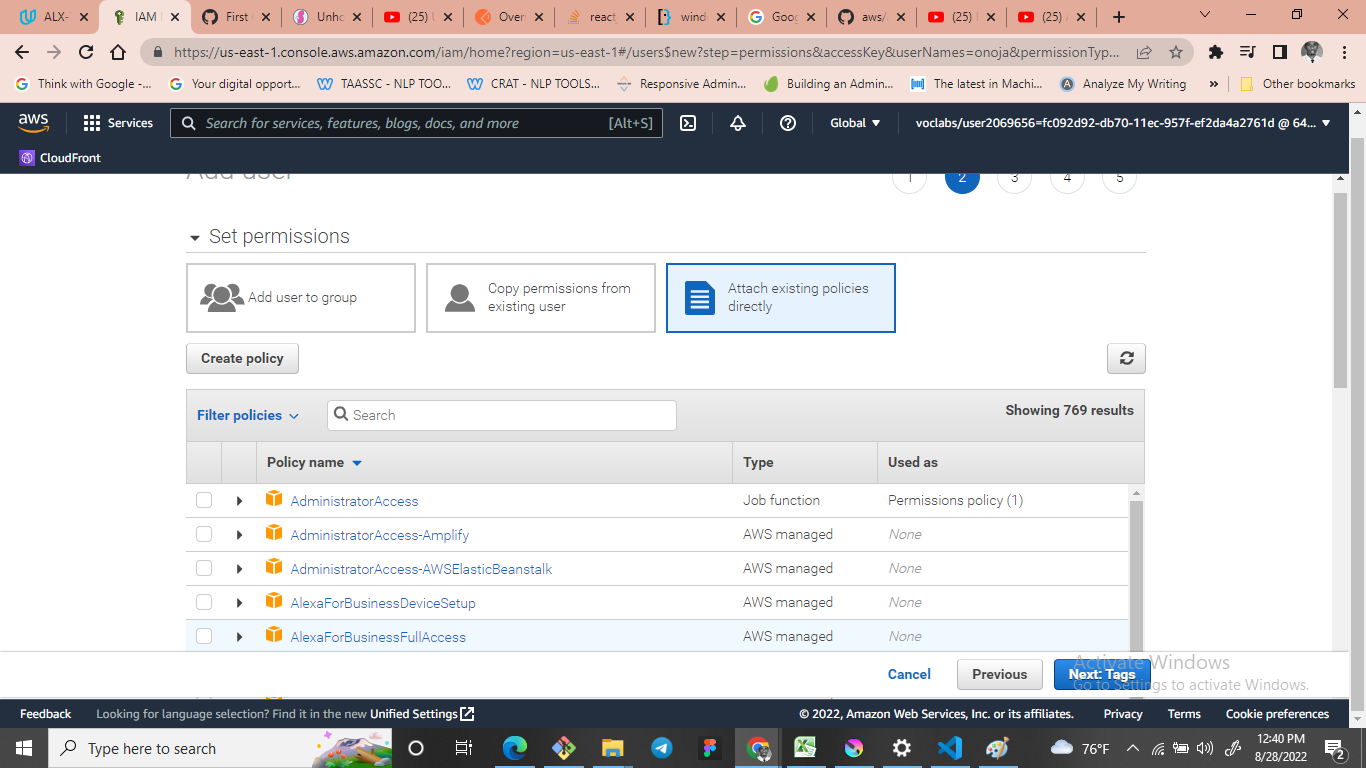 ALX-
IAM
First
Unho
(25)
Over
react
wind
Goog
aws/
(25)
(25)
https://us-east-1.console.aws.amazon.com/iam/home?region=us-east-1#/users$new?step=permissions&accessKey&userNames=onoja&permissionTyp...
Think with Google -...
Your digital opport...
TAASSC - NLP TOO...
CRAT - NLP TOOLS...
Responsive Admin...
Building an Admin...
The latest in Machi...
Analyze My Writing
»
Other bookmarks
aws
Services
Search for services, features, blogs, docs, and more
[Alt+S]
Global
voclabs/user2069656=fc092d92-db70-11ec-957f-ef2da4a2761d @ 64...
CloudFront
Add user
1 2 3 4 5
Set permissions
Add user to group
Copy permissions from
existing user
Attach existing policies
directly
Create policy
Filter policies
Search
Showing 769 results
Policy name Type Used as
AdministratorAccess Job function Permissions policy (1)
AdministratorAccess-Amplify AWS managed None
AdministratorAccess-AWSElasticBeanstalk AWS managed None
AlexaForBusinessDeviceSetup AWS managed None
AlexaForBusinessFullAccess AWS managed None
Cancel
Previous
Next: Tags
Activate Windows
Go to Settings to activate Windows.
Feedback
Looking for language selection? Find it in the new Unified Settings
© 2022, Amazon Web Services, Inc. or its affiliates.
Privacy
Terms
Cookie preferences
Type here to search
76°F
12:40 PM
8/28/2022
2